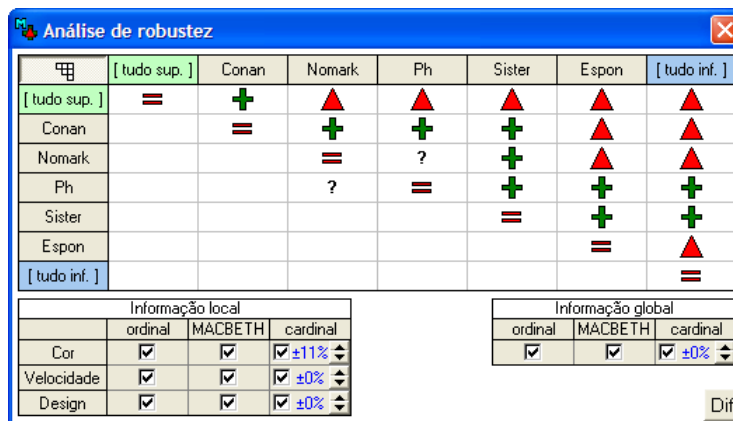 Análise de robustez
[ tudo sup. ] Conan Nomark Ph Sister Espon [ tudo inf. ]
[ tudo sup. ]
Conan
Nomark ?
Ph ?
Sister
Espon
[ tudo inf. ]
Informação local
ordinal MACBETH cardinal
Cor ±11%
Velocidade ±0%
Design ±0%
Informação global
ordinal MACBETH cardinal
±0%
Dif